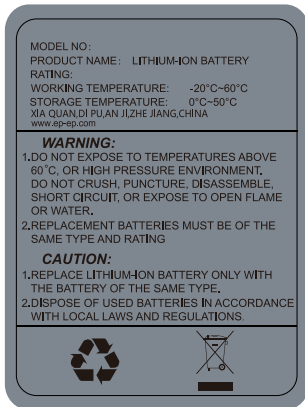 MODEL NO:
PRODUCT NAME: LITHIUM-ION BATTERY
RATING:
WORKING TEMPERATURE: -20°C~60°C
STORAGE TEMPERATURE: 0°C~50°C
XIA QUAN,DI PU,AN JI,ZHE JIANG,CHINA
www.ep-ep.com
WARNING:
1.DO NOT EXPOSE TO TEMPERATURES ABOVE
60°C, OR HIGH PRESSURE ENVIRONMENT.
DO NOT CRUSH, PUNCTURE, DISASSEMBLE,
SHORT CIRCUIT, OR EXPOSE TO OPEN FLAME
OR WATER.
2.REPLACEMENT BATTERIES MUST BE OF THE
SAME TYPE AND RATING
CAUTION:
1.REPLACE LITHIUM-ION BATTERY ONLY WITH
THE BATTERY OF THE SAME TYPE.
2.DISPOSE OF USED BATTERIES IN ACCORDANCE
WITH LOCAL LAWS AND REGULATIONS.